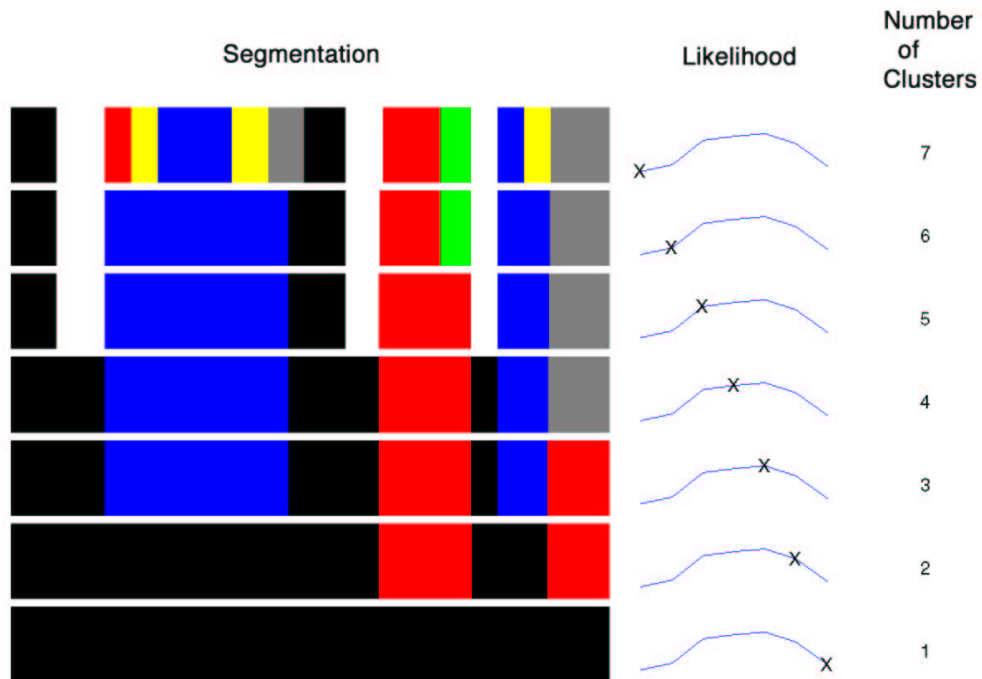 Segmentation
Likelihood
Number
of
Clusters
X
7
X
6
X
5
X
4
X
3
X
2
X
1